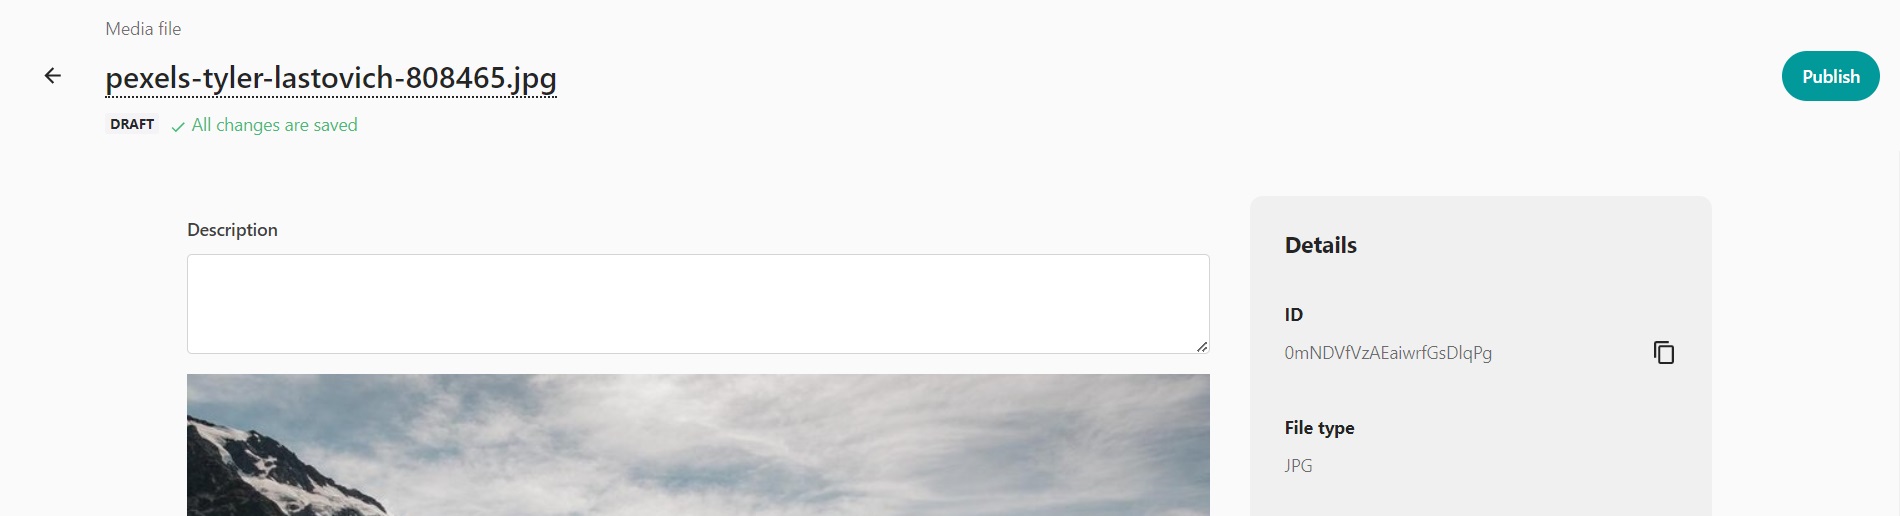 Media file
pexels-tyler-lastovich-808465.jpg
Publish
DRAFT All changes are saved
Description
Details
ID
0mNDVfVzAEaiwrfGsDlqPg
File type
JPG